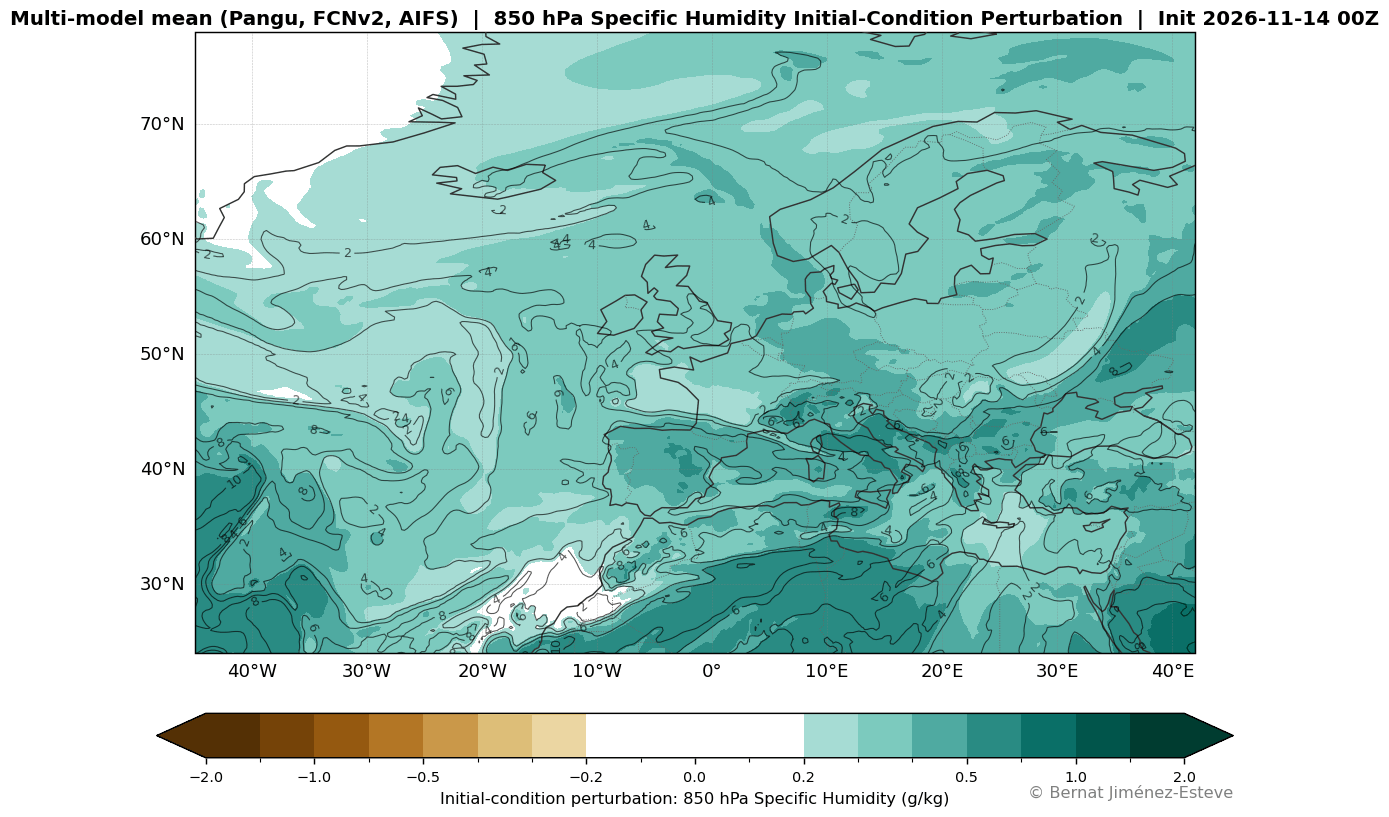 Multi-model mean (Pangu, FCNv2, AIFS) | 850 hPa Specific Humidity Initial-Condition Perturbation | Init 2026-11-14 00Z
70°N
60°N
50°N
40°N
30°N
40°W 30°W 20°W 10°W 0° 10°E 20°E 30°E 40°E
−2.0 −1.0 −0.5 −0.2 0.0 0.2 0.5 1.0 2.0
Initial-condition perturbation: 850 hPa Specific Humidity (g/kg)
© Bernat Jiménez-Esteve